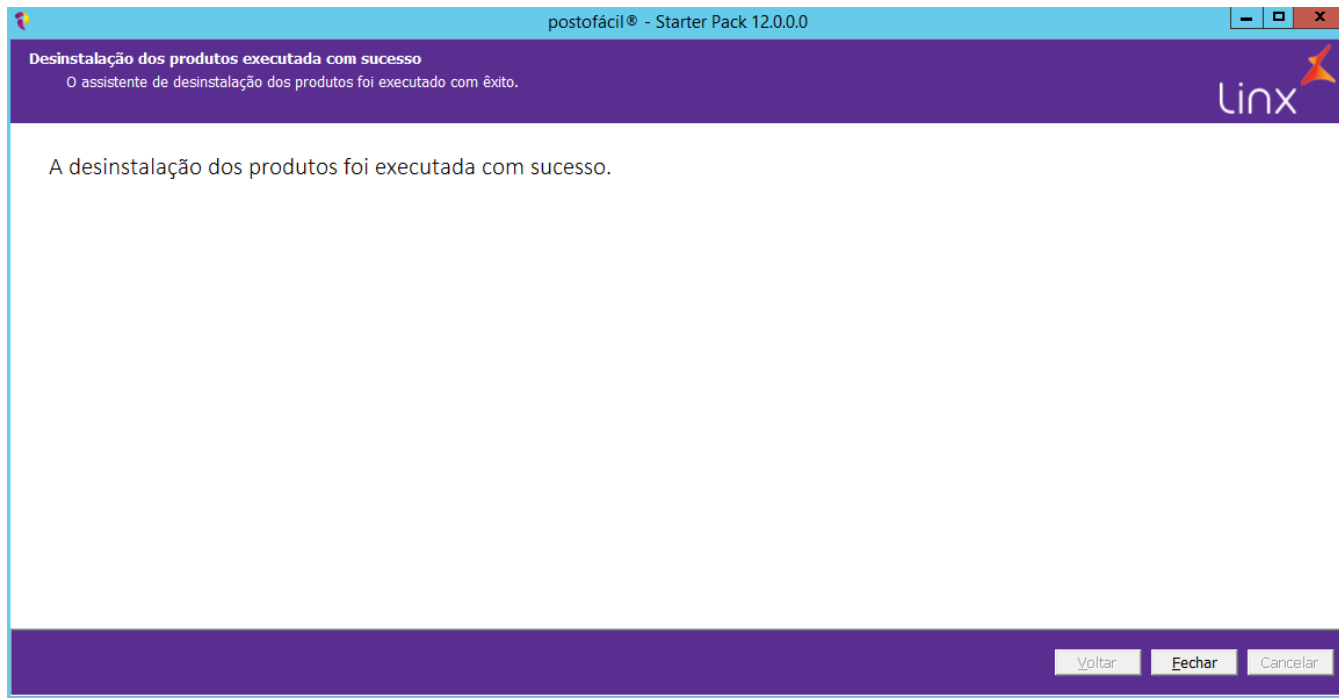 postofácil® - Starter Pack 12.0.0.0
Desinstalação dos produtos executada com sucesso
O assistente de desinstalação dos produtos foi executado com êxito.
Linx
A desinstalação dos produtos foi executada com sucesso.
Voltar Fechar Cancelar